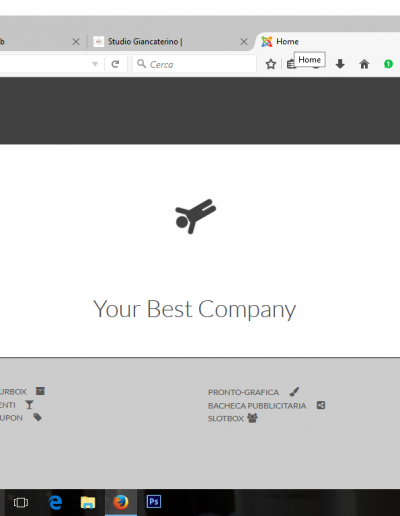 b
Studio Giancaterino |
Home
Cerca
Home
1
Your Best Company
URBOX
PRONTO-GRAFICA
ENTI
BACHECA PUBBLICITARIA
UPON
SLOTBOX
Ps